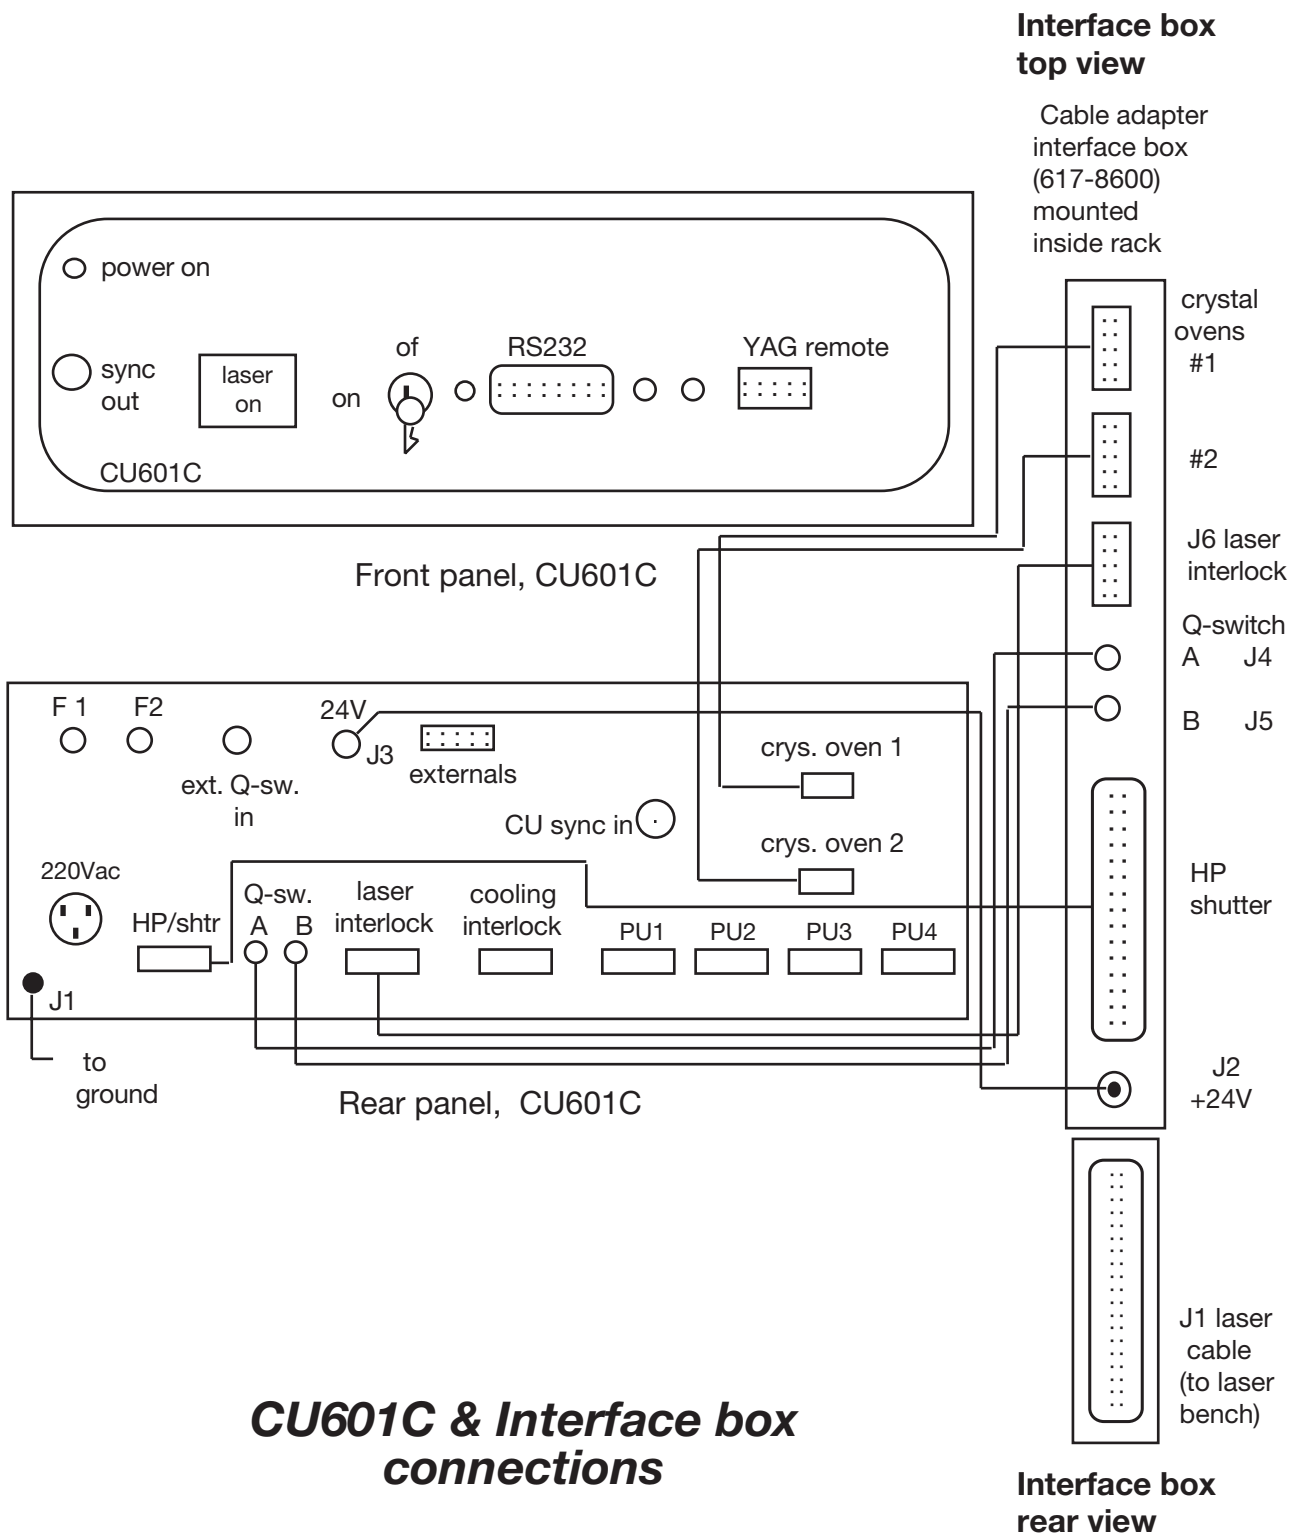 Interface box
top view
Cable adapter
interface box
(617-8600)
mounted
inside rack
power on
sync
out
laser
on
on
of
RS232
YAG remote
CU601C
Front panel, CU601C
crystal
ovens
#1
#2
J6 laser
interlock
Q-switch
A J4
B J5
HP
shutter
J2
+24V
F 1
F2
ext. Q-sw.
in
24V
J3
externals
CU sync in
crys. oven 1
crys. oven 2
220Vac
HP/shtr
Q-sw.
A B
laser
interlock
cooling
interlock
PU1
PU2
PU3
PU4
J1
to
ground
Rear panel, CU601C
J1 laser
cable
(to laser
bench)
CU601C & Interface box
connections
Interface box
rear view